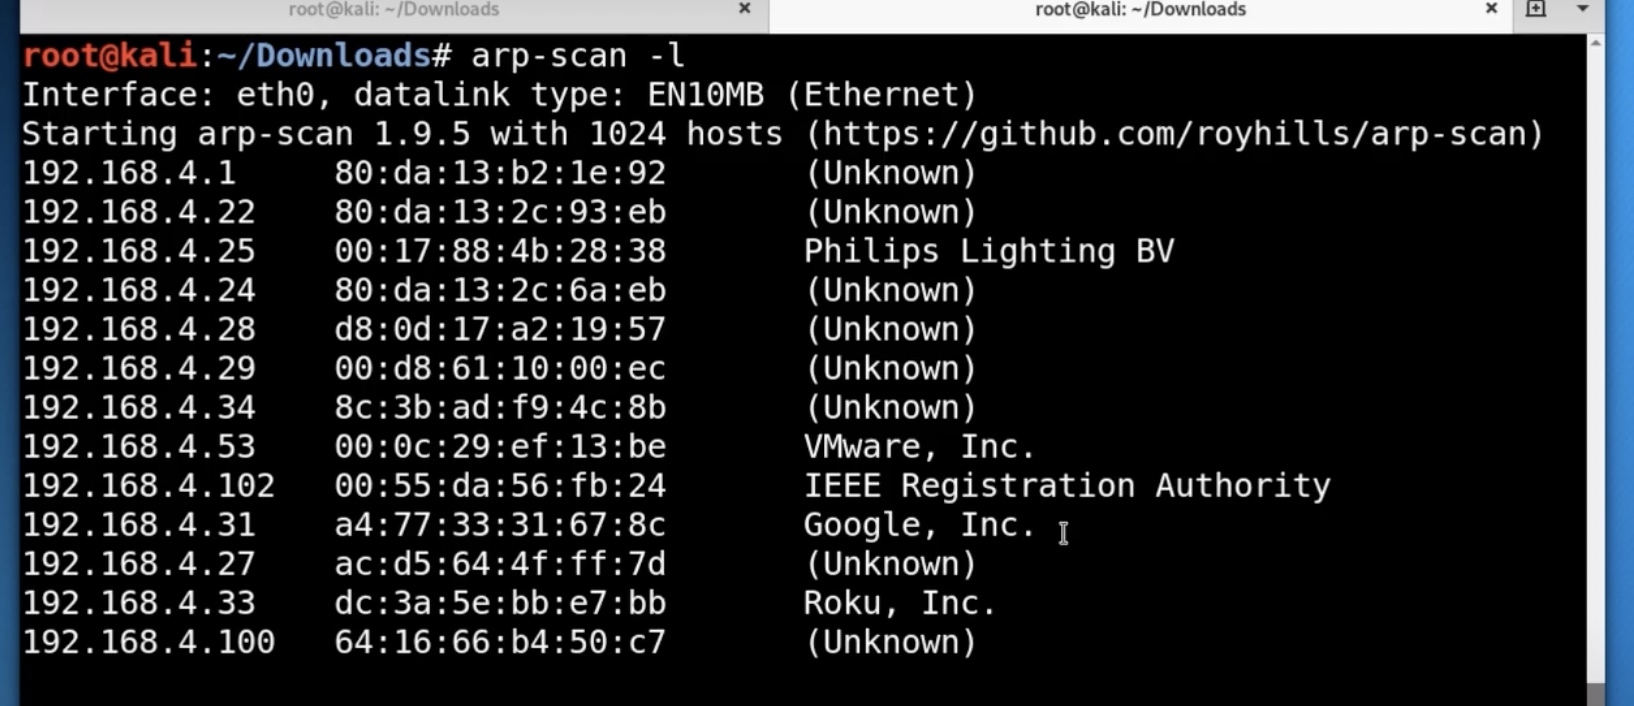 root@kali: ~/Downloads × root@kali: ~/Downloads ×
root@kali:~/Downloads# arp-scan -l
Interface: eth0, datalink type: EN10MB (Ethernet)
Starting arp-scan 1.9.5 with 1024 hosts (https://github.com/royhills/arp-scan)
192.168.4.1 80:da:13:b2:1e:92 (Unknown)
192.168.4.22 80:da:13:2c:93:eb (Unknown)
192.168.4.25 00:17:88:4b:28:38 Philips Lighting BV
192.168.4.24 80:da:13:2c:6a:eb (Unknown)
192.168.4.28 d8:0d:17:a2:19:57 (Unknown)
192.168.4.29 00:d8:61:10:00:ec (Unknown)
192.168.4.34 8c:3b:ad:f9:4c:8b (Unknown)
192.168.4.53 00:0c:29:ef:13:be VMware, Inc.
192.168.4.102 00:55:da:56:fb:24 IEEE Registration Authority
192.168.4.31 a4:77:33:31:67:8c Google, Inc.
192.168.4.27 ac:d5:64:4f:ff:7d (Unknown)
192.168.4.33 dc:3a:5e:bb:e7:bb Roku, Inc.
192.168.4.100 64:16:66:b4:50:c7 (Unknown)